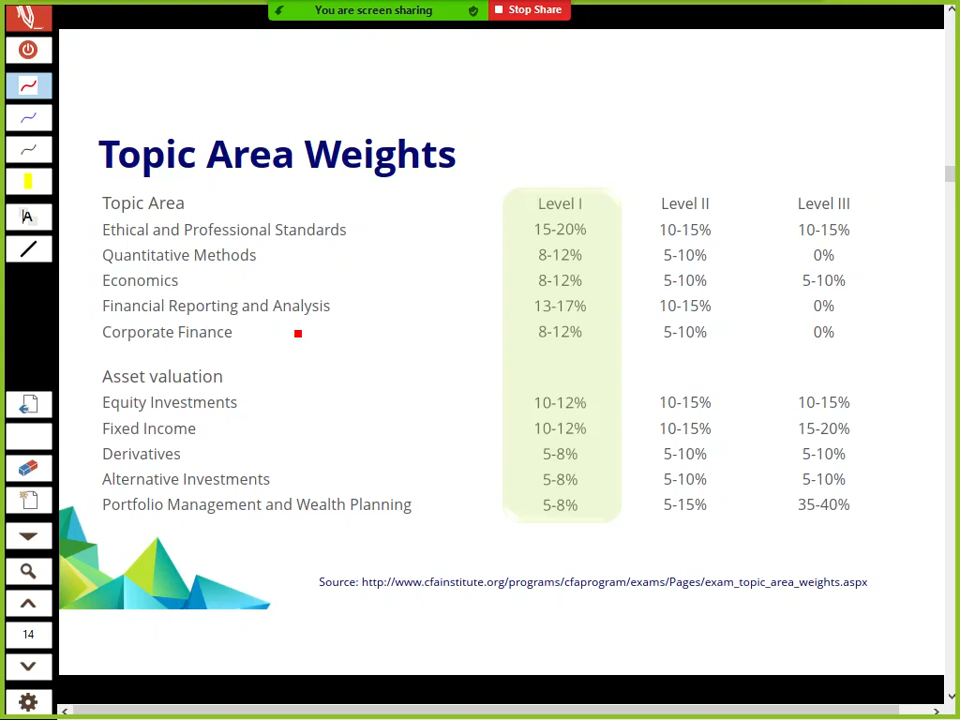 You are screen sharing
Stop Share
Topic Area Weights
Topic Area Level I Level II Level III
Ethical and Professional Standards 15-20% 10-15% 10-15%
Quantitative Methods 8-12% 5-10% 0%
Economics 8-12% 5-10% 5-10%
Financial Reporting and Analysis 13-17% 10-15% 0%
Corporate Finance 8-12% 5-10% 0%
Asset valuation
Equity Investments 10-12% 10-15% 10-15%
Fixed Income 10-12% 10-15% 15-20%
Derivatives 5-8% 5-10% 5-10%
Alternative Investments 5-8% 5-10% 5-10%
Portfolio Management and Wealth Planning 5-8% 5-15% 35-40%
Source: http://www.cfainstitute.org/programs/cfaprogram/exams/Pages/exam_topic_area_weights.aspx
A
14